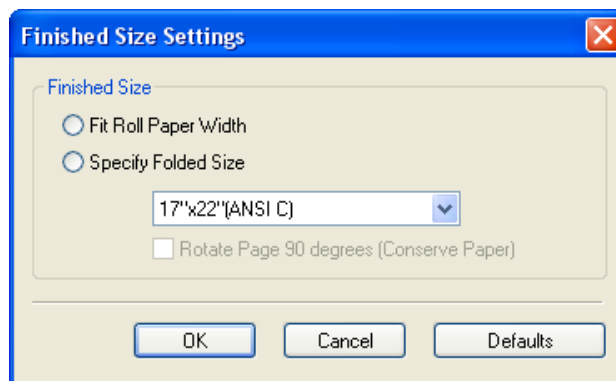 Finished Size Settings
Finished Size
Fit Roll Paper Width
Specify Folded Size
17"x22"(ANSI C)
Rotate Page 90 degrees (Conserve Paper)
OK Cancel Defaults